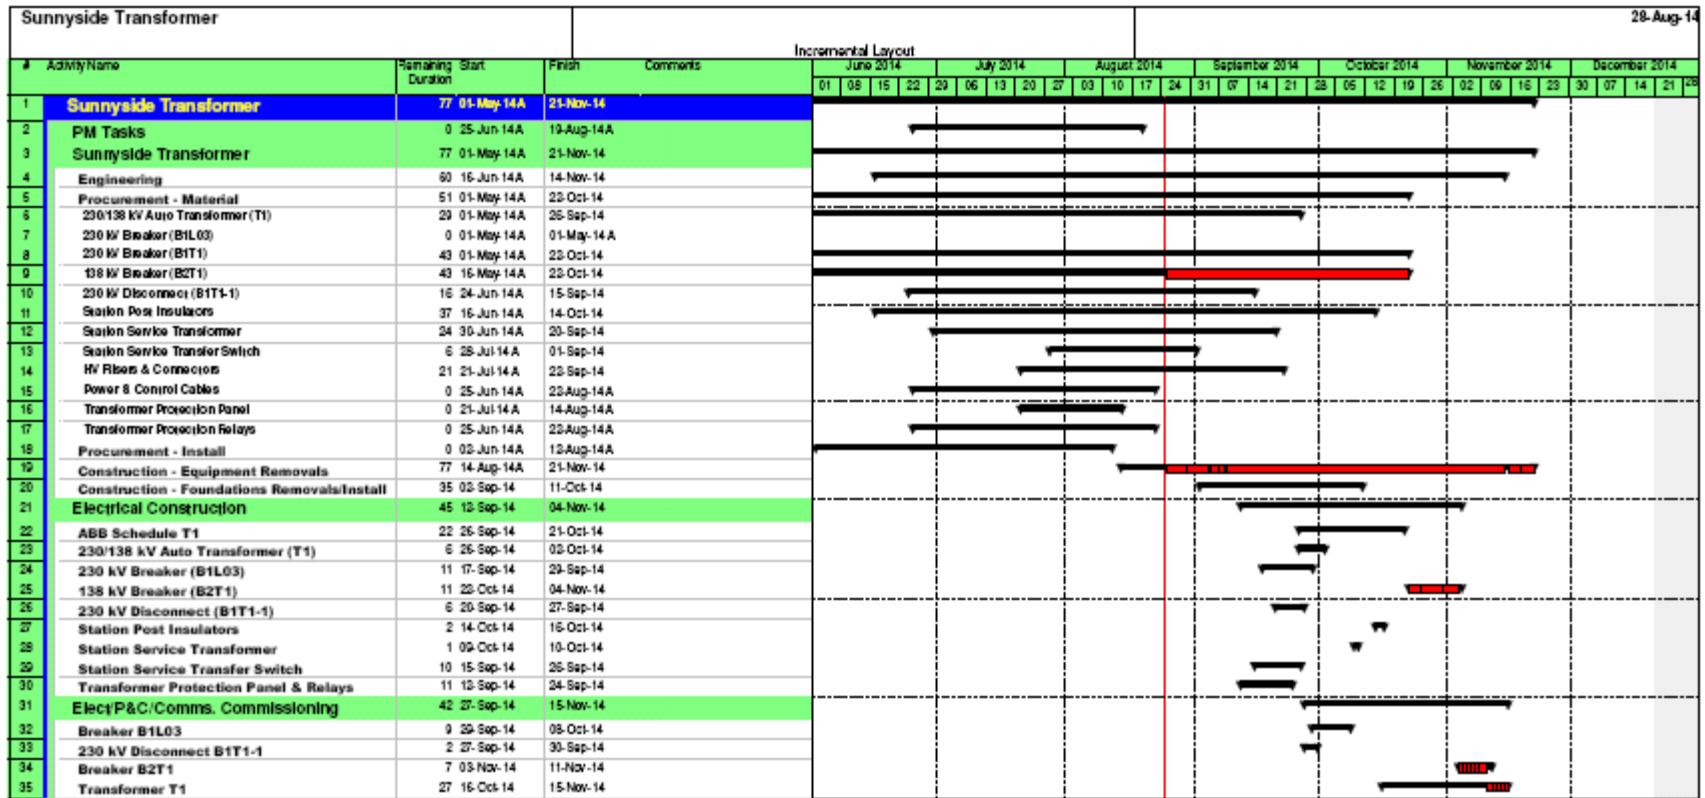 Sunnyside Transformer 28-Aug-14
Incremental Layout
# Activity Name Remaining Duration Start Finish Comments June 2014 July 2014 August 2014 September 2014 October 2014 November 2014 December 2014
01 08 15 22 29 06 13 20 27 03 10 17 24 31 07 14 21 28 05 12 19 26 02 09 16 23 30 07 14 21 28
1 Sunnyside Transformer 77 01-May-14A 21-Nov-14
2 PM Tasks 0 25-Jun-14A 19-Aug-14A
3 Sunnyside Transformer 77 01-May-14A 21-Nov-14
4 Engineering 60 16-Jun-14A 14-Nov-14
5 Procurement - Material 51 01-May-14A 22-Oct-14
6 230/138 kV Auto Transformer (T1) 29 01-May-14A 26-Sep-14
7 230 kV Breaker (B1L03) 0 01-May-14A 01-May-14A
8 230 kV Breaker (B1T1) 43 01-May-14A 22-Oct-14
9 138 kV Breaker (B2T1) 43 16-May-14A 22-Oct-14
10 230 kV Disconnect (B1T1-1) 16 24-Jun-14A 15-Sep-14
11 Station Post Insulators 37 16-Jun-14A 14-Oct-14
12 Station Service Transformer 24 30-Jun-14A 20-Sep-14
13 Station Service Transfer Switch 6 28-Jul-14A 01-Sep-14
14 HV Risers & Connectors 21 21-Jul-14A 22-Sep-14
15 Power & Control Cables 0 25-Jun-14A 22-Aug-14A
16 Transformer Protection Panel 0 21-Jul-14A 14-Aug-14A
17 Transformer Protection Relays 0 25-Jun-14A 22-Aug-14A
18 Procurement - Install 0 02-Jun-14A 12-Aug-14A
19 Construction - Equipment Removals 77 14-Aug-14A 21-Nov-14
20 Construction - Foundations Removals/Install 35 02-Sep-14 11-Oct-14
21 Electrical Construction 45 12-Sep-14 04-Nov-14
22 ABB Schedule T1 22 26-Sep-14 21-Oct-14
23 230/138 kV Auto Transformer (T1) 6 26-Sep-14 02-Oct-14
24 230 kV Breaker (B1L03) 11 17-Sep-14 29-Sep-14
25 138 kV Breaker (B2T1) 11 22-Oct-14 04-Nov-14
26 230 kV Disconnect (B1T1-1) 6 20-Sep-14 27-Sep-14
27 Station Post Insulators 2 14-Oct-14 16-Oct-14
28 Station Service Transformer 1 09-Oct-14 10-Oct-14
29 Station Service Transfer Switch 10 15-Sep-14 26-Sep-14
30 Transformer Protection Panel & Relays 11 12-Sep-14 24-Sep-14
31 Elect/P&C/Comms. Commissioning 42 27-Sep-14 15-Nov-14
32 Breaker B1L03 9 29-Sep-14 08-Oct-14
33 230 kV Disconnect B1T1-1 2 27-Sep-14 30-Sep-14
34 Breaker B2T1 7 03-Nov-14 11-Nov-14
35 Transformer T1 27 16-Oct-14 15-Nov-14